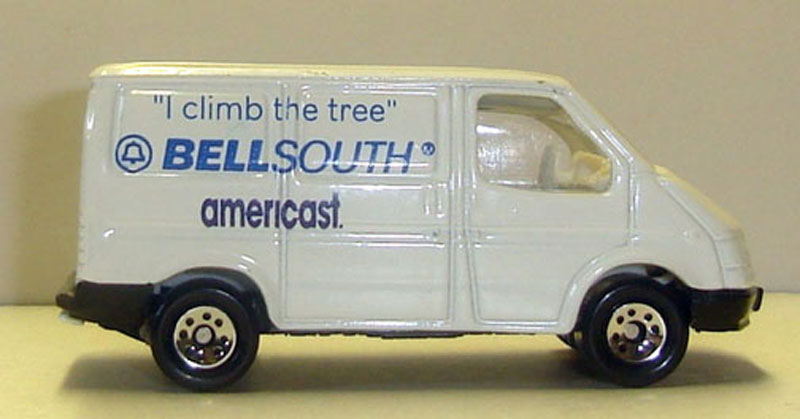 "I climb the tree"
BELLSOUTH®
americast.